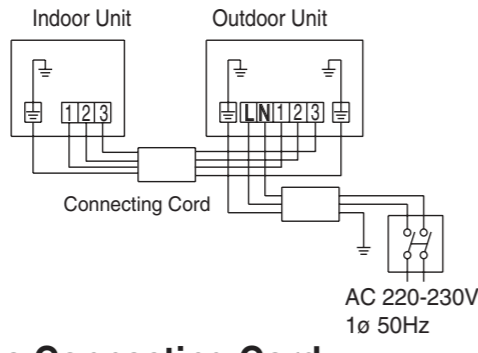 Indoor Unit
Outdoor Unit
1 2 3
L N 1 2 3
Connecting Cord
AC 220-230V
1ø 50Hz